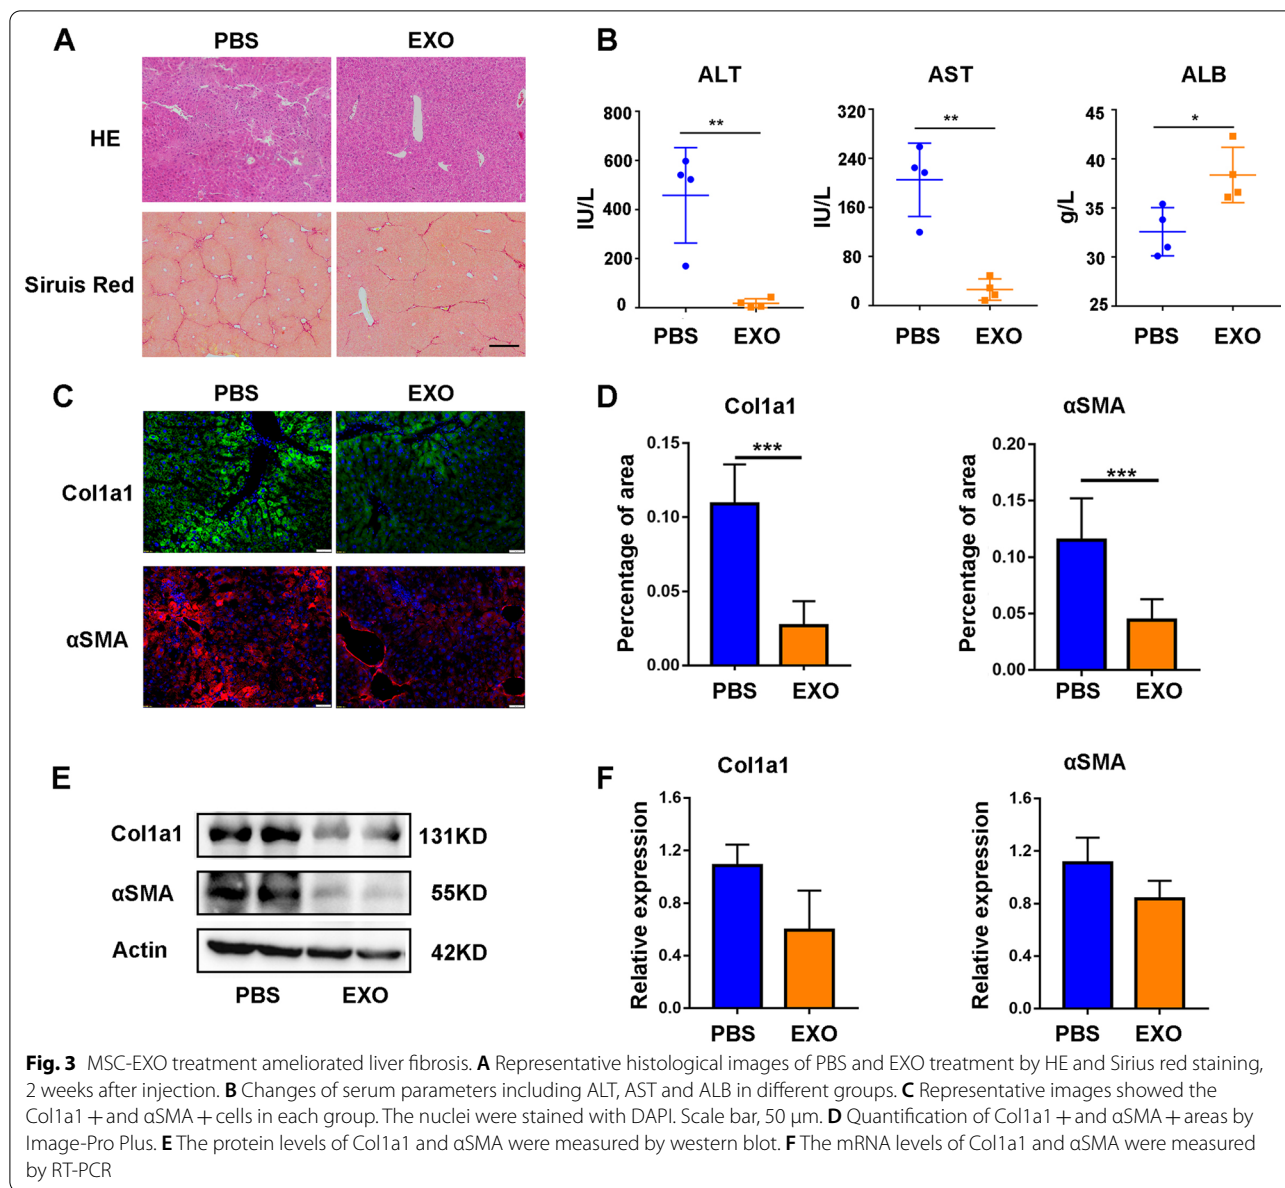 A
PBS
EXO
HE
Siruis Red
B
ALT
AST
ALB
800
600
400
200
0
IU/L
**
PBS
EXO
320
240
160
80
0
IU/L
**
PBS
EXO
45
40
35
30
25
g/L
*
PBS
EXO
C
PBS
EXO
Col1a1
αSMA
D
Col1a1
0.15
0.10
0.05
0.00
Percentage of area
***
PBS
EXO
αSMA
0.20
0.15
0.10
0.05
0.00
Percentage of area
***
PBS
EXO
E
Col1a1
131KD
αSMA
55KD
Actin
42KD
PBS
EXO
F
Col1a1
1.6
1.2
0.8
0.4
0.0
Relative expression
PBS
EXO
αSMA
1.6
1.2
0.8
0.4
0.0
Relative expression
PBS
EXO
Fig. 3 MSC-EXO treatment ameliorated liver fibrosis. A Representative histological images of PBS and EXO treatment by HE and Sirius red staining,
2 weeks after injection. B Changes of serum parameters including ALT, AST and ALB in different groups. C Representative images showed the
Col1a1 + and αSMA + cells in each group. The nuclei were stained with DAPI. Scale bar, 50 μm. D Quantification of Col1a1 + and αSMA + areas by
Image-Pro Plus. E The protein levels of Col1a1 and αSMA were measured by western blot. F The mRNA levels of Col1a1 and αSMA were measured
by RT-PCR